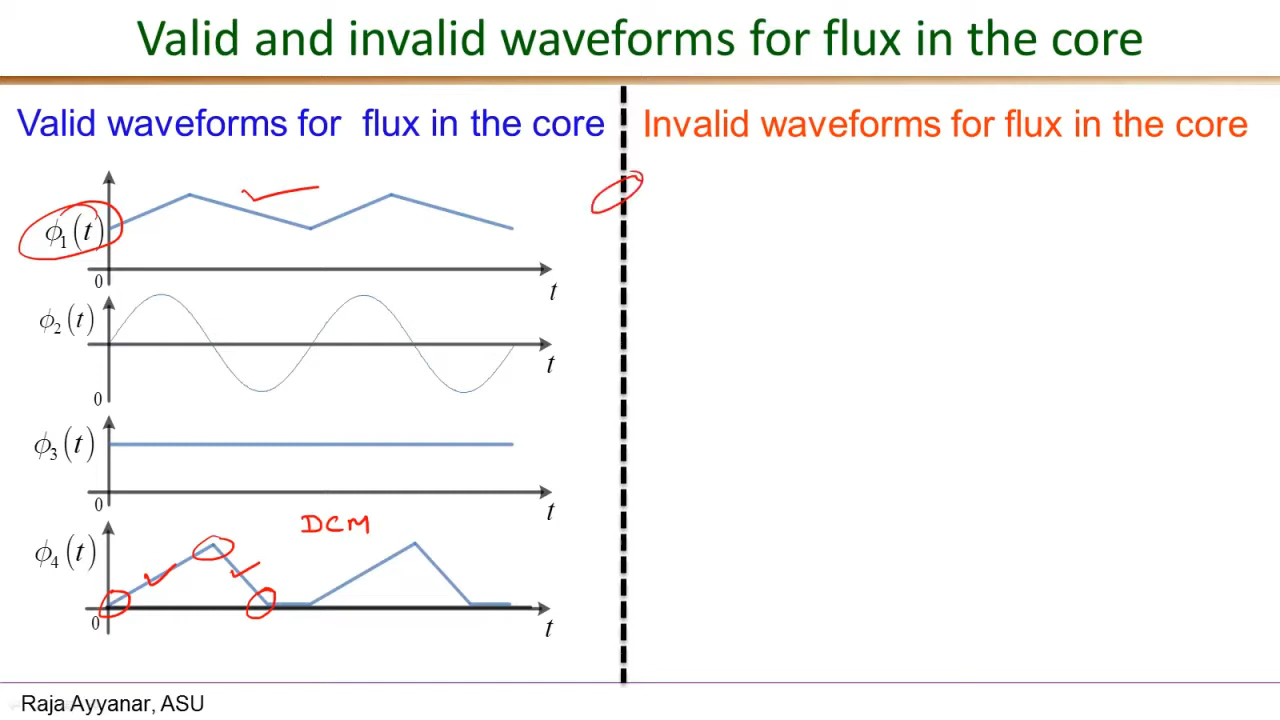 Valid and invalid waveforms for flux in the core
Valid waveforms for flux in the core
Invalid waveforms for flux in the core
ϕ₁(t)
0
t
ϕ₂(t)
0
t
ϕ₃(t)
0
t
DCM
ϕ₄(t)
0
t
Raja Ayyanar, ASU